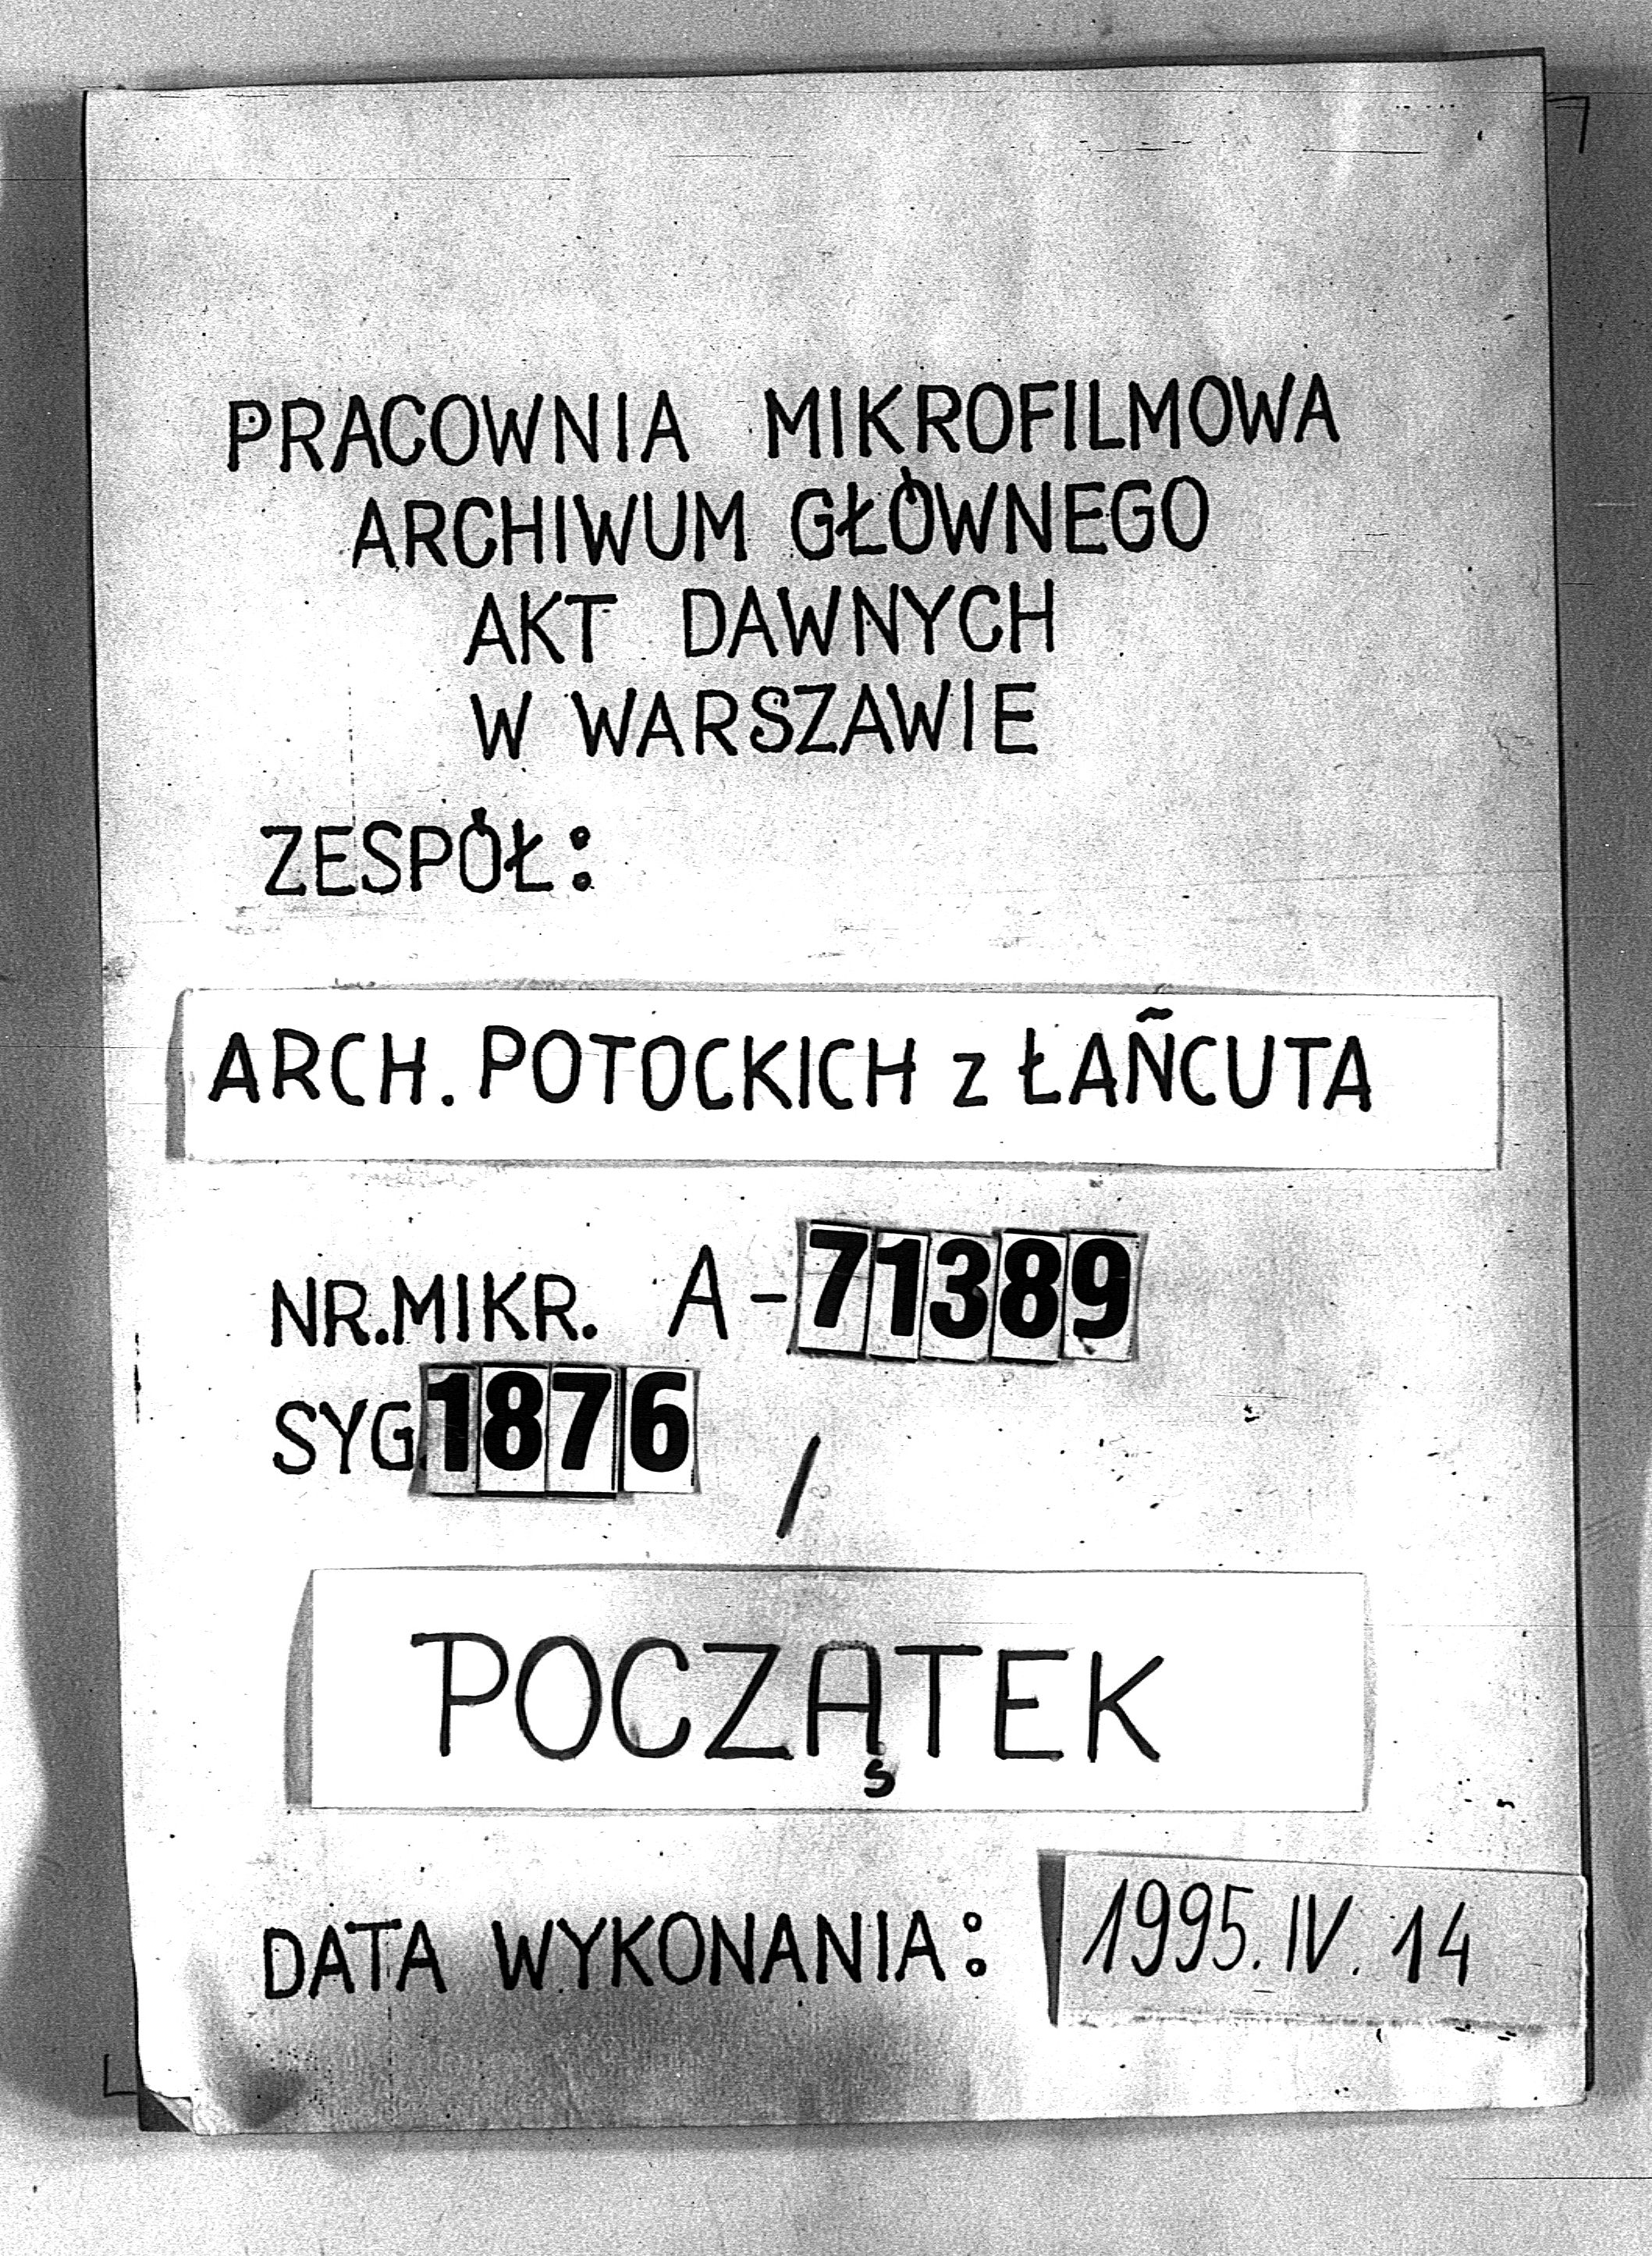 PRACOWNIA MIKROFILMOWA
ARCHIWUM GŁÓWNEGO
AKT DAWNYCH
W WARSZAWIE
ZESPÓŁ:
ARCH. POTOCKICH z ŁAÑCUTA
NR. MIKR. A-71389
SYG. 1876 /
POCZĄTEK
DATA WYKONANIA: 1995. IV. 14